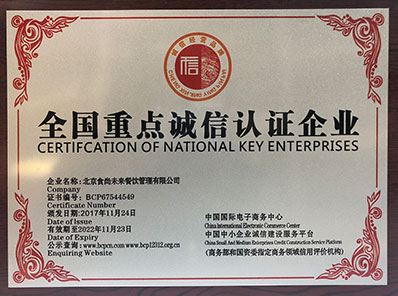 诚信经营品牌
信
全国重点诚信认证企业
CERTIFCATION OF NATIONAL KEY ENTERPRISES
企业名称：北京食尚未来餐饮管理有限公司
Company
证书编号：BCP67544549
Certificate Number
颁发日期:2017年11月24日
Date of Issue
有效期至2022年11月23日
Date of Expiry
公示查询：www.bcpcn.com www.bcp12312.org.cn
Enquiring Website
中国国际电子商务中心
China International Electronic Commerce Center
中国中小企业诚信建设服务平台
China Small And Medium Enterprises Credit Construction Service Platform
(商务部和国资委指定商务领域信用评价机构)